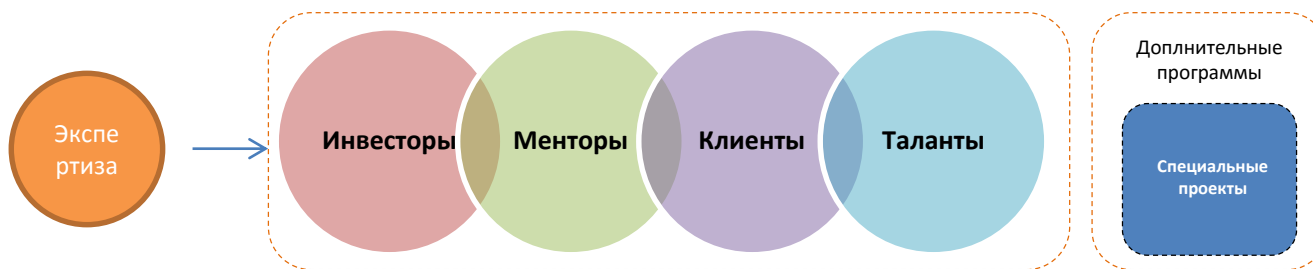 Экспе
ртиза
Инвесторы
Менторы
Клиенты
Таланты
Доплнительные
программы
Специальные
проекты